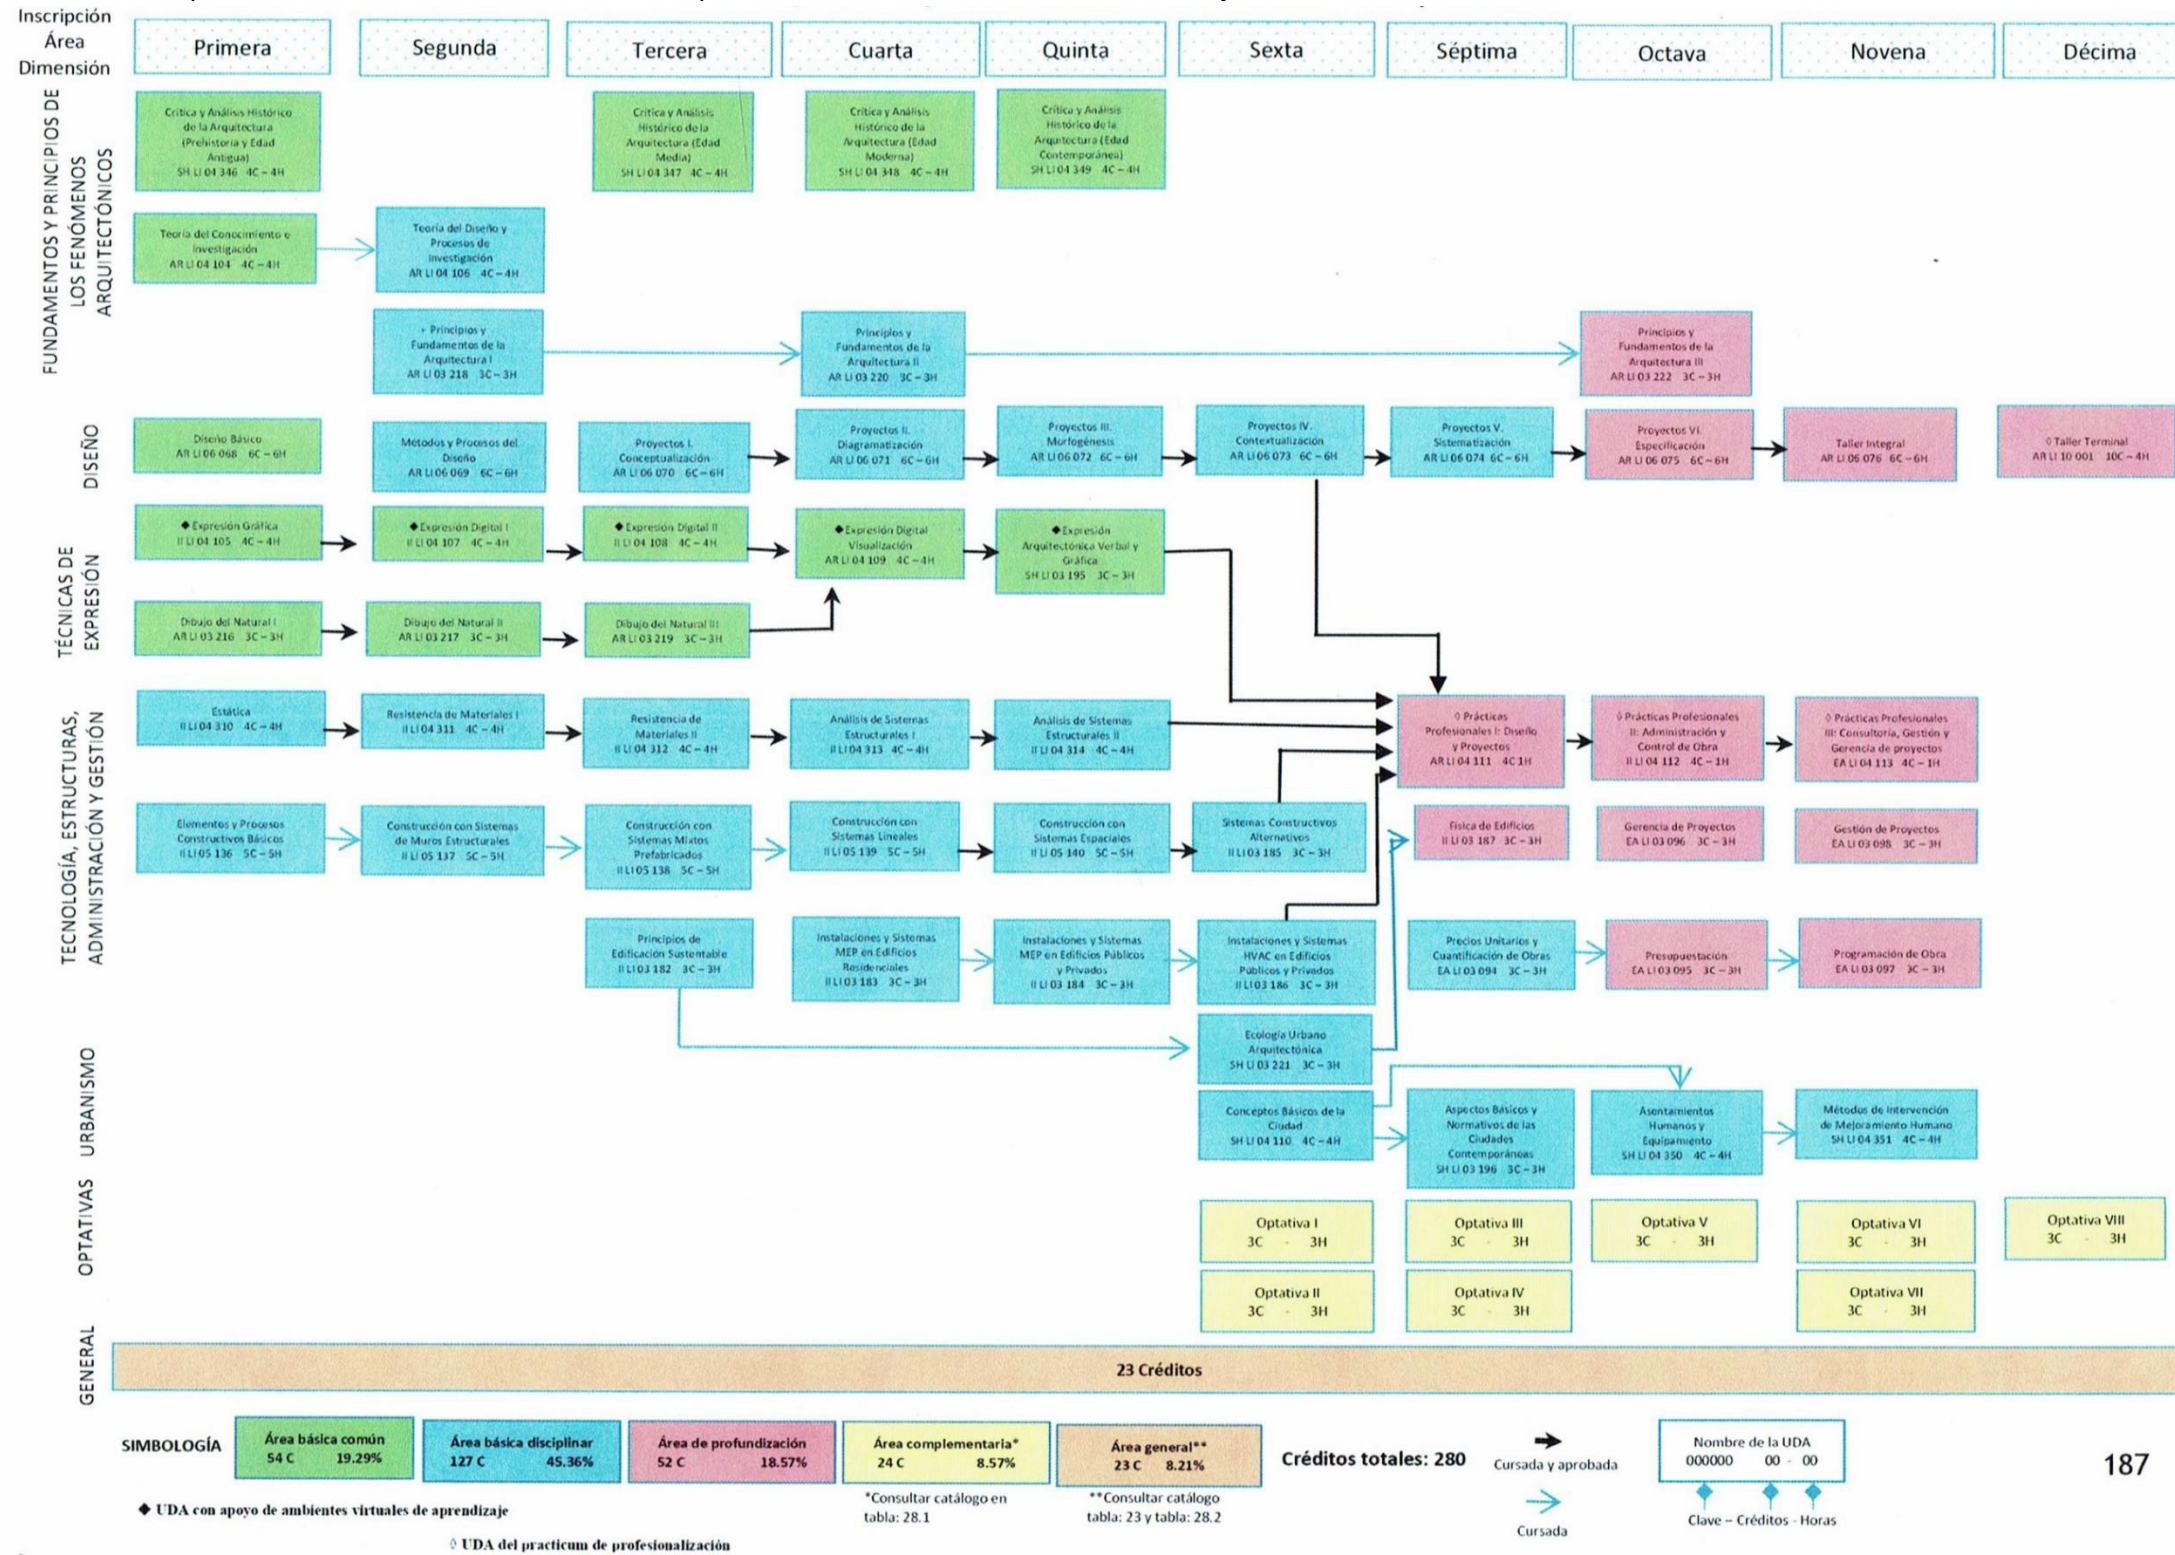 Inscripción
Área
Dimensión
Primera
Segunda
Tercera
Cuarta
Quinta
Sexta
Séptima
Octava
Novena
Décima
FUNDAMENTOS Y PRINCIPIOS DE
LOS FENÓMENOS
ARQUITECTÓNICOS
Crítica y Análisis Histórico
de la Arquitectura
(Prehistoria y Edad
Antigua)
SH LI 04 346 4C – 4H
Crítica y Análisis
Histórico de la
Arquitectura (Edad
Media)
SH LI 04 347 4C – 4H
Crítica y Análisis
Histórico de la
Arquitectura (Edad
Moderna)
SH LI 04 348 4C – 4H
Crítica y Análisis
Histórico de la
Arquitectura (Edad
Contemporánea)
SH LI 04 349 4C – 4H
Teoría del Conocimiento e
Investigación
AR LI 04 104 4C – 4H
Teoría del Diseño y
Procesos de
Investigación
AR LI 04 106 4C – 4H
Principios y
Fundamentos de la
Arquitectura I
AR LI 03 218 3C – 3H
Principios y
Fundamentos de la
Arquitectura II
AR LI 03 220 3C – 3H
Principios y
Fundamentos de la
Arquitectura III
AR LI 03 222 3C – 3H
DISEÑO
Diseño Básico
AR LI 06 068 6C – 6H
Métodos y Procesos del
Diseño
AR LI 06 069 6C – 6H
Proyectos I.
Conceptualización
AR LI 06 070 6C – 6H
Proyectos II.
Diagramatización
AR LI 06 071 6C – 6H
Proyectos III.
Morfogénesis
AR LI 06 072 6C – 6H
Proyectos IV.
Contextualización
AR LI 06 073 6C – 6H
Proyectos V.
Sistematización
AR LI 06 074 6C – 6H
Proyectos VI.
Especificación
AR LI 06 075 6C – 6H
Taller Integral
AR LI 06 076 6C – 6H
◊ Taller Terminal
AR LI 10 001 10C – 4H
TÉCNICAS DE
EXPRESIÓN
◆ Expresión Gráfica
II LI 04 105 4C – 4H
◆ Expresión Digital I
II LI 04 107 4C – 4H
◆ Expresión Digital II
II LI 04 108 4C – 4H
◆ Expresión Digital
Visualización
AR LI 04 109 4C – 4H
◆ Expresión
Arquitectónica Verbal y
Gráfica
SH LI 03 195 3C – 3H
Dibujo del Natural I
AR LI 03 216 3C – 3H
Dibujo del Natural II
AR LI 03 217 3C – 3H
Dibujo del Natural III
AR LI 03 219 3C – 3H
TECNOLOGÍA, ESTRUCTURAS,
ADMINISTRACIÓN Y GESTIÓN
Estática
II LI 04 310 4C – 4H
Resistencia de Materiales I
II LI 04 311 4C – 4H
Resistencia de
Materiales II
II LI 04 312 4C – 4H
Análisis de Sistemas
Estructurales I
II LI 04 313 4C – 4H
Análisis de Sistemas
Estructurales II
II LI 04 314 4C – 4H
◊ Prácticas
Profesionales I: Diseño
y Proyectos
AR LI 04 111 4C 1H
◊ Prácticas Profesionales
II: Administración y
Control de Obra
II LI 04 112 4C – 1H
◊ Prácticas Profesionales
III: Consultoría, Gestión y
Gerencia de proyectos
EA LI 04 113 4C – 1H
Elementos y Procesos
Constructivos Básicos
II LI 05 136 5C – 5H
Construcción con Sistemas
de Muros Estructurales
II LI 05 137 5C – 5H
Construcción con
Sistemas Mixtos
Prefabricados
II LI 05 138 5C – 5H
Construcción con
Sistemas Lineales
II LI 05 139 5C – 5H
Construcción con
Sistemas Espaciales
II LI 05 140 5C – 5H
Sistemas Constructivos
Alternativos
II LI 03 185 3C – 3H
Física de Edificios
II LI 03 187 3C – 3H
Gerencia de Proyectos
EA LI 03 096 3C – 3H
Gestión de Proyectos
EA LI 03 098 3C – 3H
Principios de
Edificación Sustentable
II LI 03 182 3C – 3H
Instalaciones y Sistemas
MEP en Edificios
Residenciales
II LI 03 183 3C – 3H
Instalaciones y Sistemas
MEP en Edificios Públicos
y Privados
II LI 03 184 3C – 3H
Instalaciones y Sistemas
HVAC en Edificios
Públicos y Privados
II LI 03 186 3C – 3H
Precios Unitarios y
Cuantificación de Obras
EA LI 03 094 3C – 3H
Presupuestación
EA LI 03 095 3C – 3H
Programación de Obra
EA LI 03 097 3C – 3H
URBANISMO
Ecología Urbano
Arquitectónica
SH LI 03 221 3C – 3H
Conceptos Básicos de la
Ciudad
SH LI 04 110 4C – 4H
Aspectos Básicos y
Normativos de las
Ciudades
Contemporáneas
SH LI 03 196 3C – 3H
Asentamientos
Humanos y
Equipamiento
SH LI 04 350 4C – 4H
Métodos de Intervención
de Mejoramiento Humano
SH LI 04 351 4C – 4H
OPTATIVAS
Optativa I
3C - 3H
Optativa III
3C - 3H
Optativa V
3C - 3H
Optativa VI
3C - 3H
Optativa VIII
3C - 3H
Optativa II
3C - 3H
Optativa IV
3C - 3H
Optativa VII
3C - 3H
GENERAL
23 Créditos
SIMBOLOGÍA
Área básica común
54 C 19.29%
Área básica disciplinar
127 C 45.36%
Área de profundización
52 C 18.57%
Área complementaria*
24 C 8.57%
Área general**
23 C 8.21%
Créditos totales: 280
Cursada y aprobada
Cursada
Nombre de la UDA
000000 00 - 00
Clave – Créditos - Horas
187
*Consultar catálogo en
tabla: 28.1
**Consultar catálogo
tabla: 23 y tabla: 28.2
◆ UDA con apoyo de ambientes virtuales de aprendizaje
◊ UDA del practicum de profesionalización